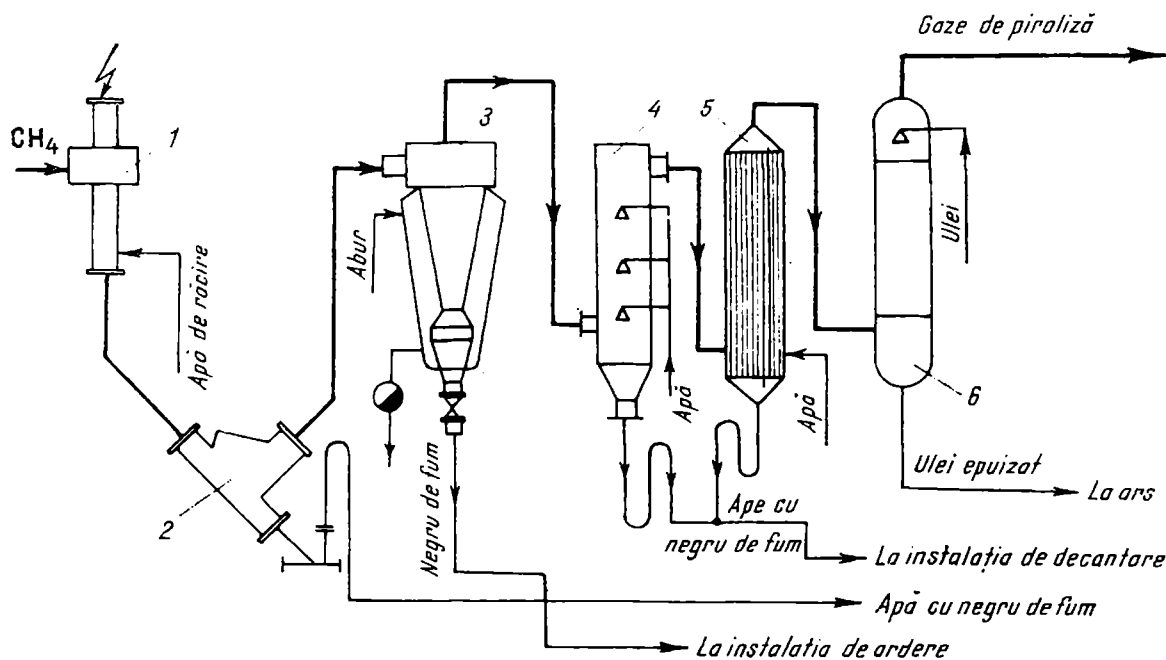 Gaze de piroliză
CH₄
1
3
4
5
Ulei
Abur
Apă de răcire
Apă
Apă
6
2
Negru de fum
Ulei epuizat
La ars
Ape cu
negru de fum
La instalația de decantare
Apă cu negru de fum
La instalatia de ardere